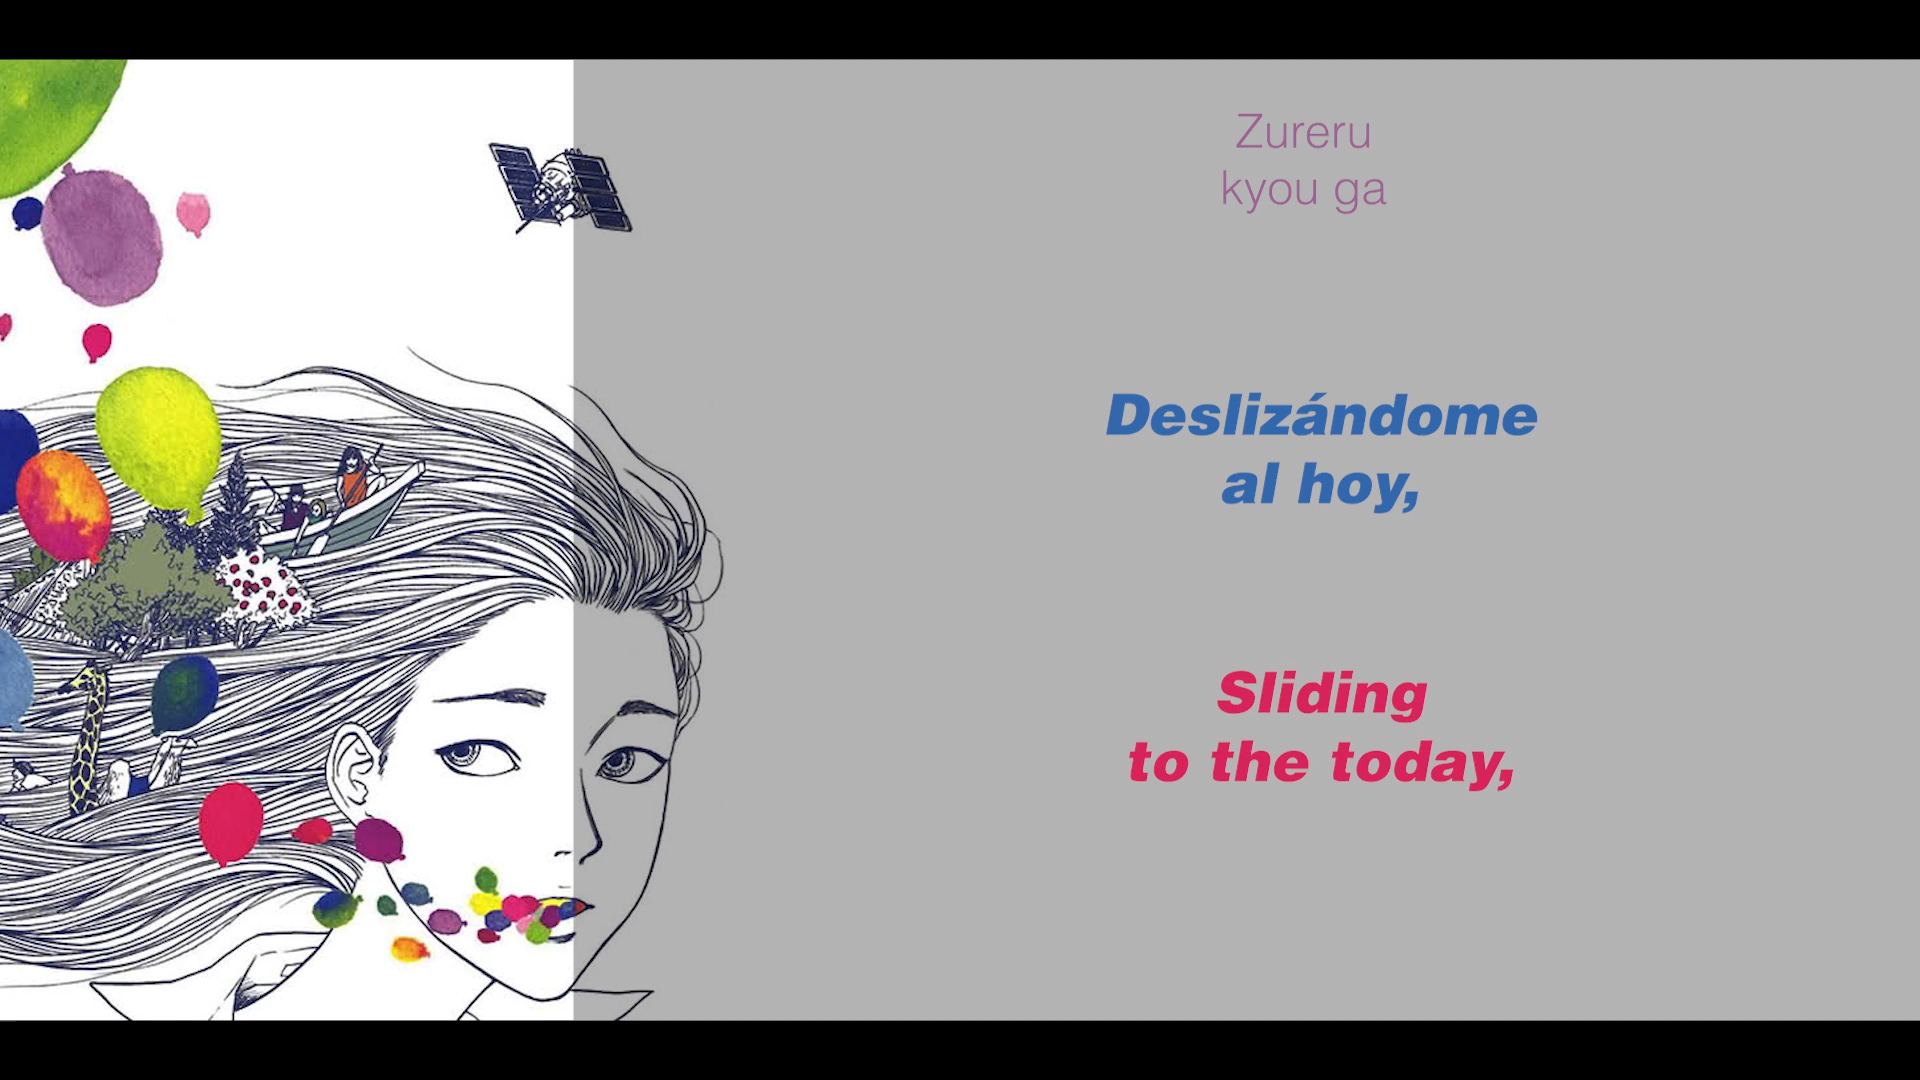 Zureru
kyou ga
Deslizándome
al hoy,
Sliding
to the today,